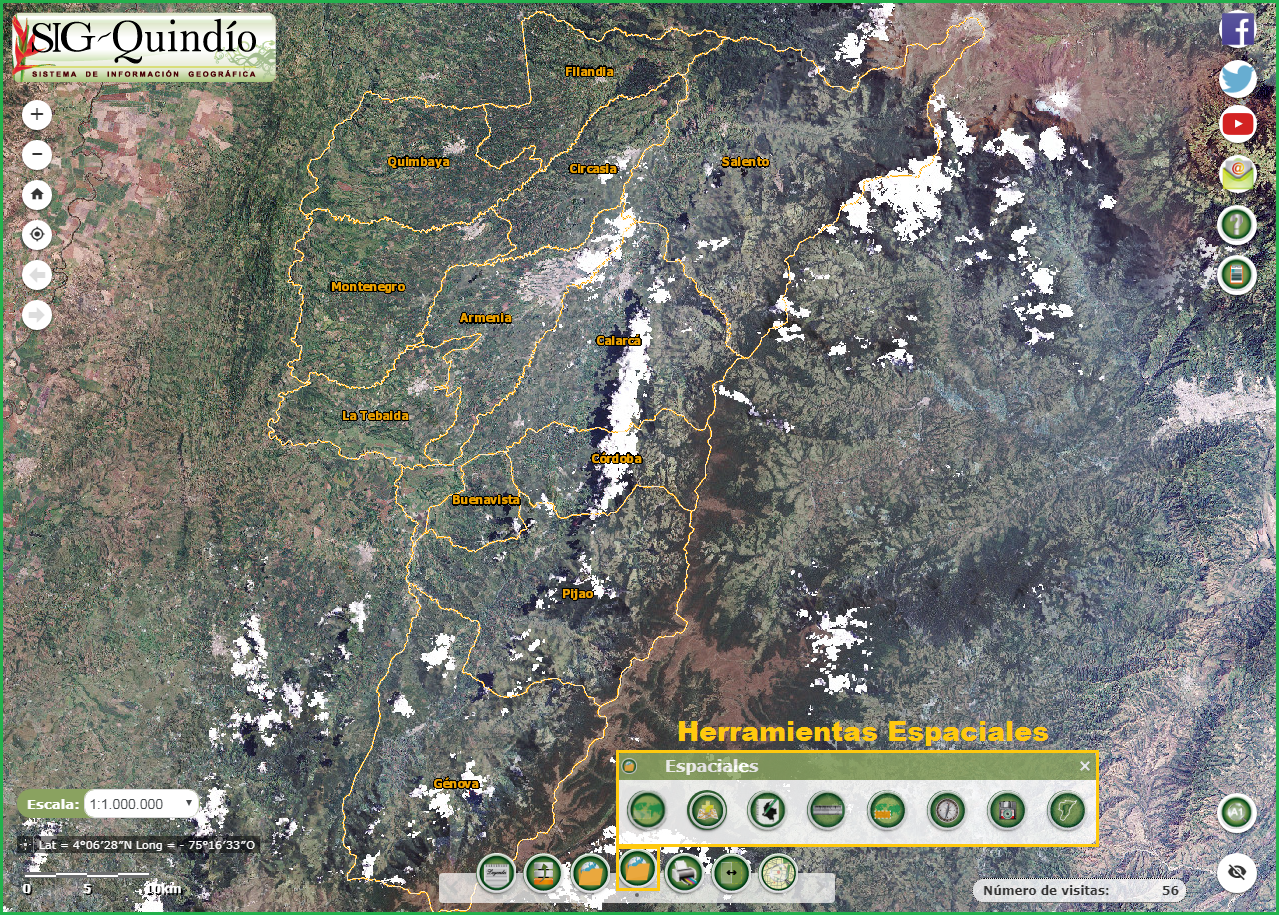 SIG-Quindío
SISTEMA DE INFORMACIÓN GEOGRÁFICA
+
−
Filandia
Quimbaya
Circasia
Salento
Montenegro
Armenia
Calarcá
La Tebaida
Córdoba
Buenavista
Pijao
Génova
Herramientas Espaciales
Espaciales ×
Escala: 1:1.000.000
Lat = 4°06'28"N Long = - 75°16'33"O
0 5 10km
Número de visitas: 56